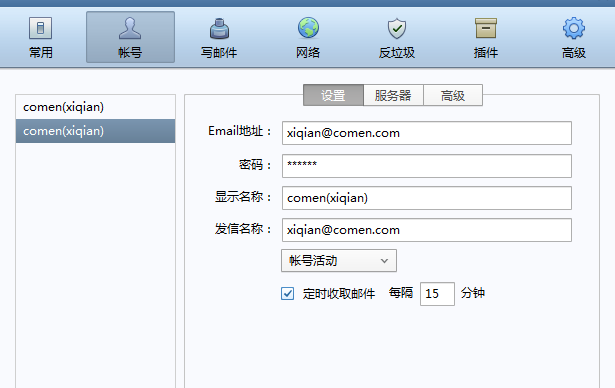 常用 帐号 写邮件 网络 反垃圾 插件 高级
设置 服务器 高级
comen(xiqian)
comen(xiqian)
Email地址： xiqian@comen.com
密码： ******
显示名称： comen(xiqian)
发信名称： xiqian@comen.com
帐号活动
定时收取邮件 每隔 15 分钟